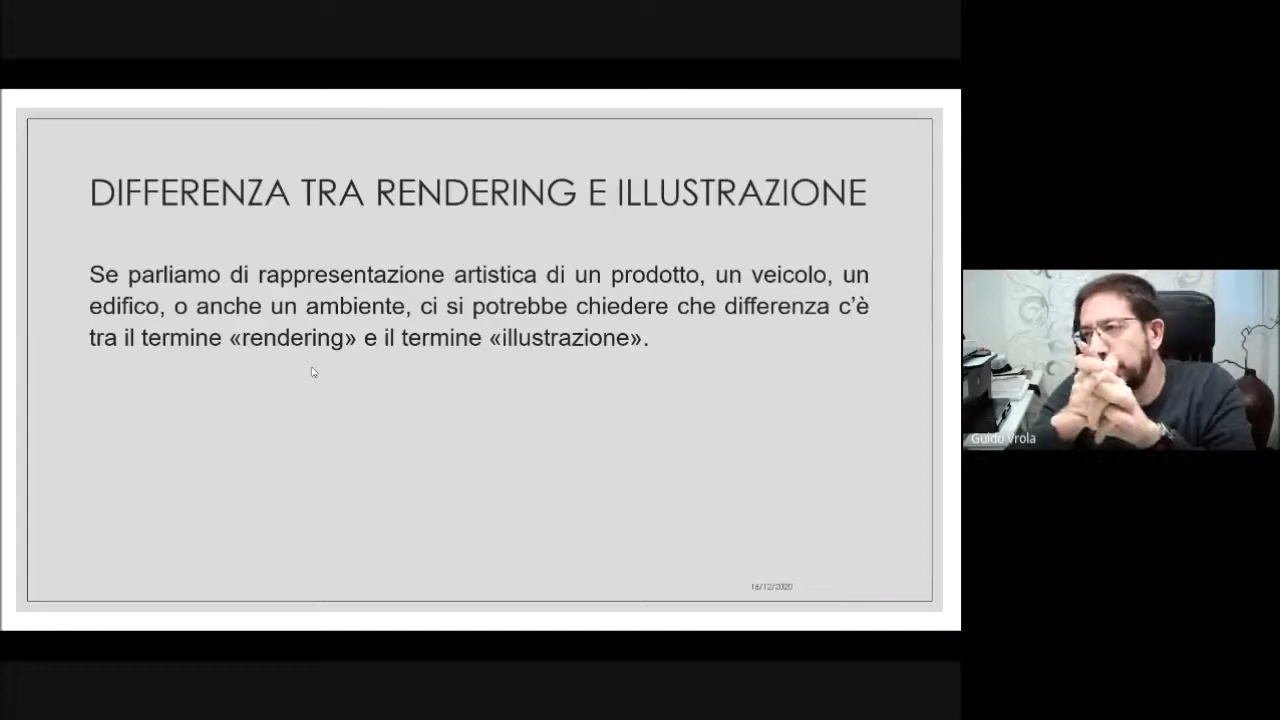 DIFFERENZA TRA RENDERING E ILLUSTRAZIONE
Se parliamo di rappresentazione artistica di un prodotto, un veicolo, un
edifico, o anche un ambiente, ci si potrebbe chiedere che differenza c’è
tra il termine «rendering» e il termine «illustrazione».
16/12/2020
Guido Vrola